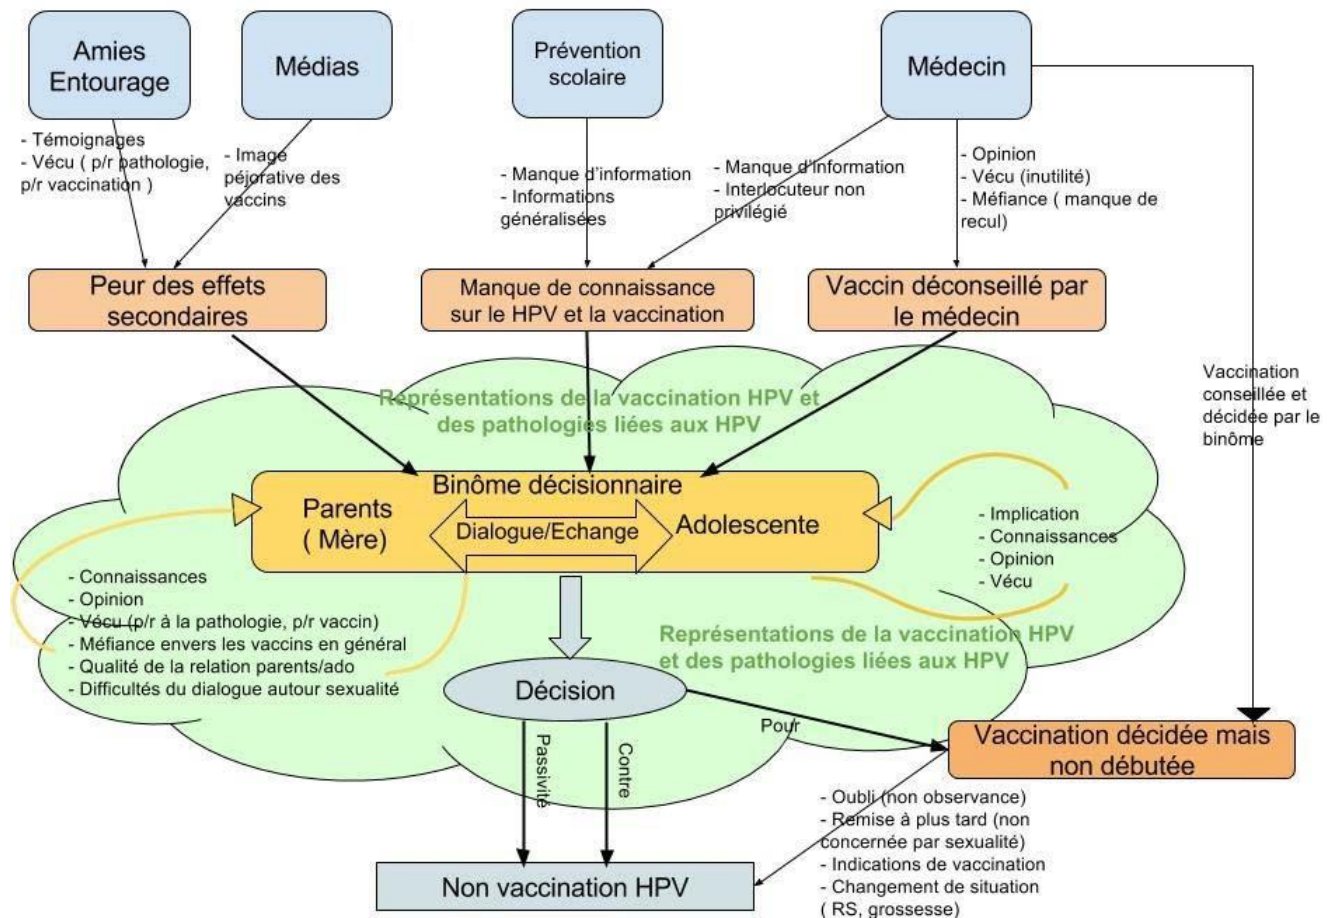 Amies
Entourage
Médias
Prévention
scolaire
Médecin
- Témoignages
- Vécu ( p/r pathologie,
p/r vaccination )
- Image
péjorative des
vaccins
- Manque d'information
- Informations
généralisées
- Manque d'information
- Interlocuteur non
privilégié
- Opinion
- Vécu (inutilité)
- Méfiance ( manque de
recul)
Peur des effets
secondaires
Manque de connaissance
sur le HPV et la vaccination
Vaccin déconseillé par
le médecin
Vaccination
conseillée et
décidée par le
binôme
Représentations de la vaccination HPV et
des pathologies liées aux HPV
Binôme décisionnaire
Parents
( Mère)
Dialogue/Echange
Adolescente
- Implication
- Connaissances
- Opinion
- Vécu
- Connaissances
- Opinion
- Vécu (p/r à la pathologie, p/r vaccin)
- Méfiance envers les vaccins en général
- Qualité de la relation parents/ado
- Difficultés du dialogue autour sexualité
Représentations de la vaccination HPV
et des pathologies liées aux HPV
Décision
Passivité
Contre
Pour
Vaccination décidée mais
non débutée
- Oubli (non observance)
- Remise à plus tard (non
concernée par sexualité)
- Indications de vaccination
- Changement de situation
( RS, grossesse)
Non vaccination HPV